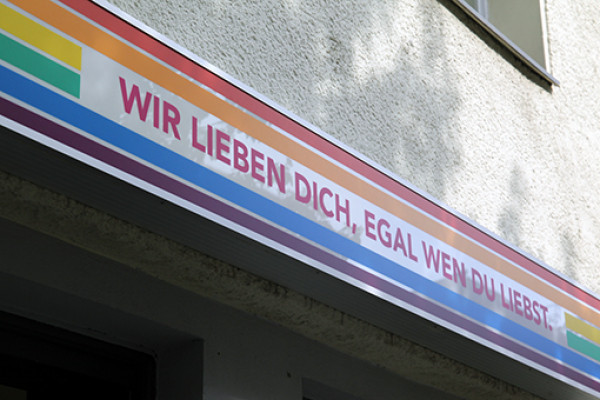 WIR LIEBEN DICH, EGAL WEN DU LIEBST.